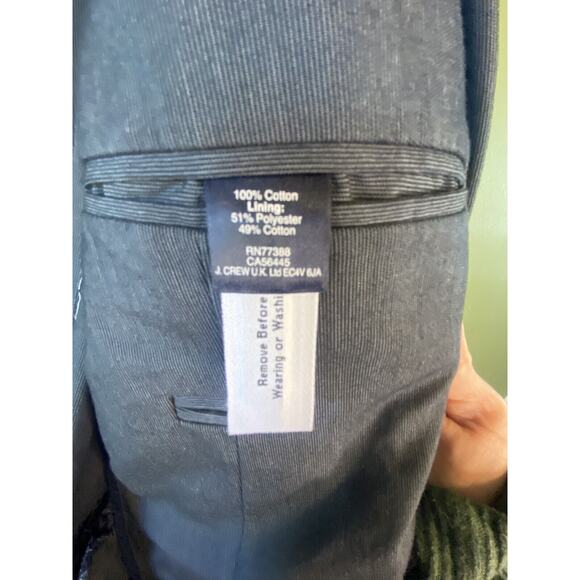 100% Cotton
Lining:
51% Polyester
49% Cotton
RN77388
CA56445
J. CREW U.K. Ltd EC4V 6JA
Remove Before
Wearing or Washi